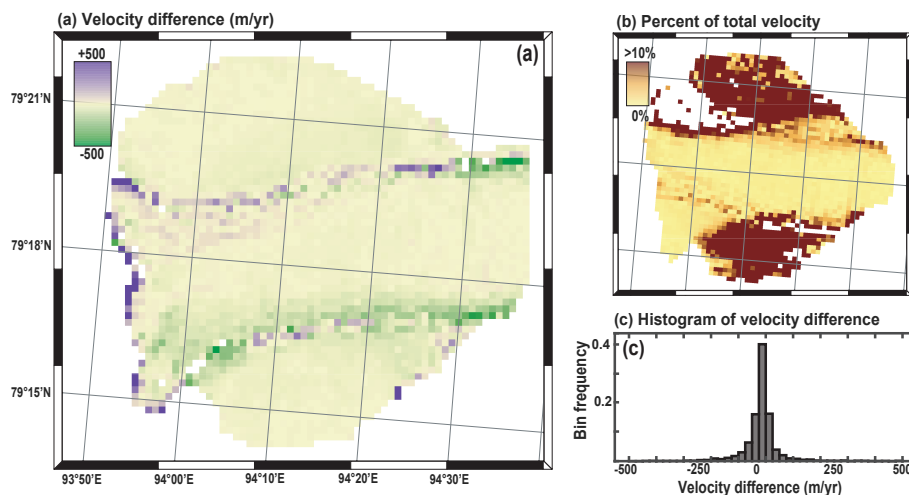 (a) Velocity difference (m/yr)
+500
-500
(a)
79°21'N
79°18'N
79°15'N
93°50'E
94°00'E
94°10'E
94°20'E
94°30'E
(b) Percent of total velocity
>10%
0%
(c) Histogram of velocity difference
(c)
Bin frequency
0.4
0.2
-500
-250
0
250
500
Velocity difference (m/yr)